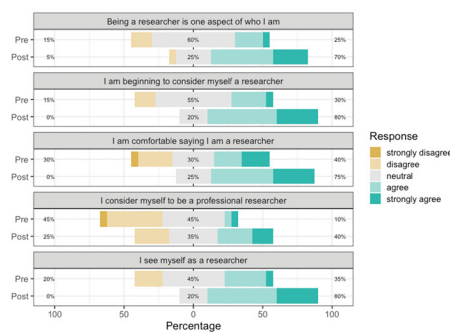 Being a researcher is one aspect of who I am
Pre 15% 60% 25%
Post 5% 25% 70%
I am beginning to consider myself a researcher
Pre 15% 55% 30%
Post 0% 20% 80%
I am comfortable saying I am a researcher
Pre 30% 30% 40%
Post 0% 25% 75%
I consider myself to be a professional researcher
Pre 45% 45% 10%
Post 25% 35% 40%
I see myself as a researcher
Pre 20% 45% 35%
Post 0% 20% 80%
100 50 0 50 100
Percentage
Response
strongly disagree
disagree
neutral
agree
strongly agree